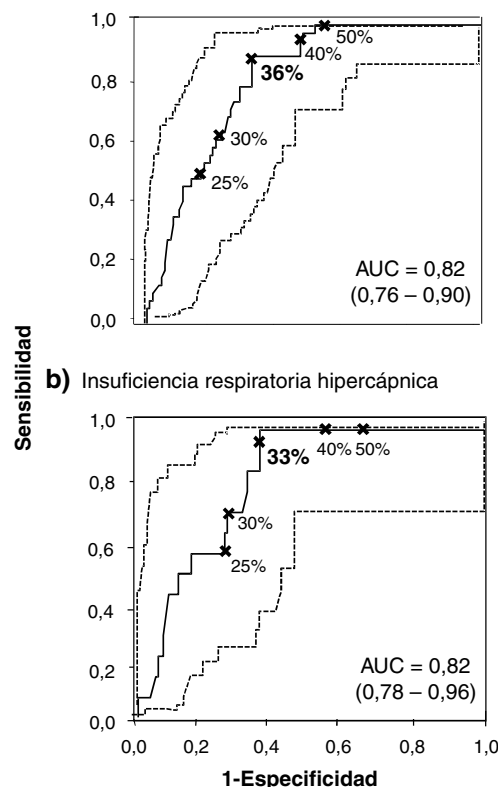 1,0
0,8
0,6
0,4
0,2
0,0
50%
40%
36%
30%
25%
AUC = 0,82
(0,76 – 0,90)
Sensibilidad
b) Insuficiencia respiratoria hipercápnica
1,0
0,8
0,6
0,4
0,2
0,0
33%
40% 50%
30%
25%
AUC = 0,82
(0,78 – 0,96)
0,0 0,2 0,4 0,6 0,8 1,0
1-Especificidad